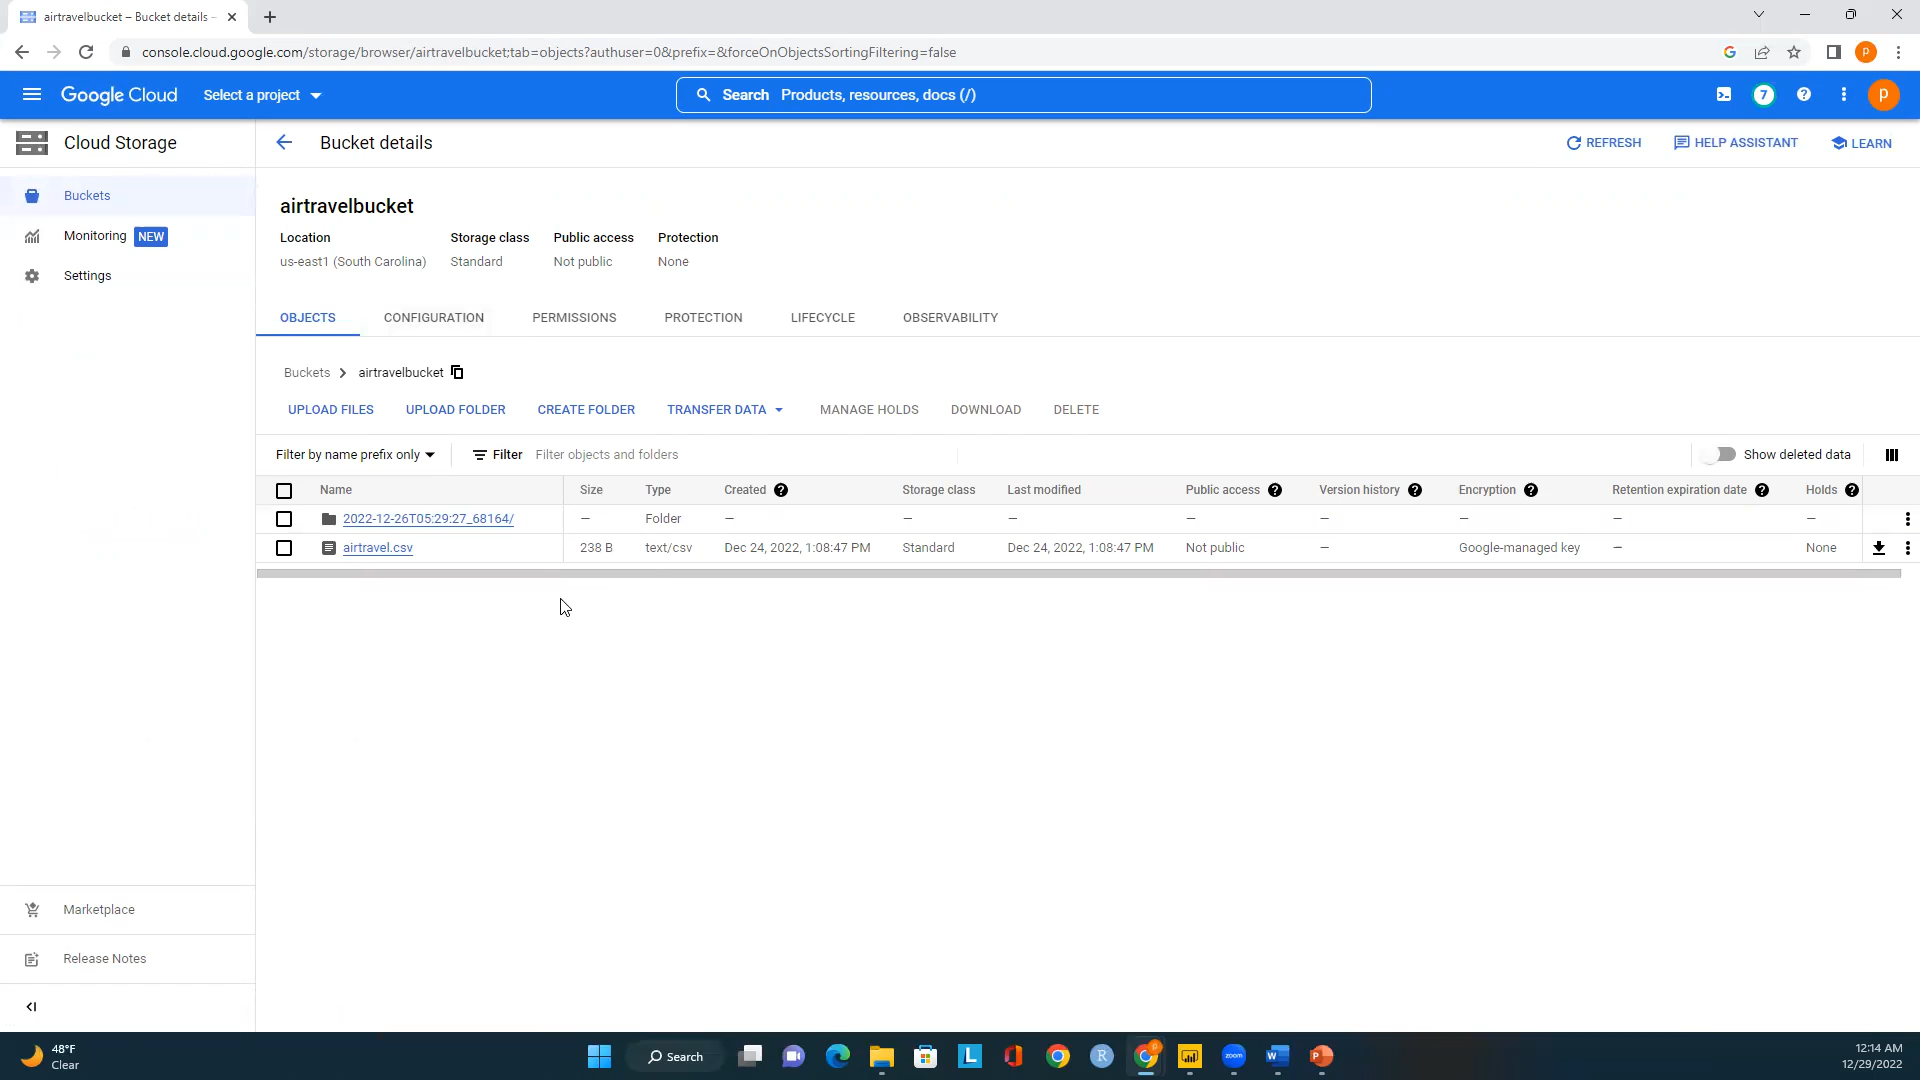 airtravelbucket – Bucket details –
console.cloud.google.com/storage/browser/airtravelbucket;tab=objects?authuser=0&prefix=&forceOnObjectsSortingFiltering=false
G P
Google Cloud Select a project Search Products, resources, docs (/) 7 P
Cloud Storage Bucket details REFRESH HELP ASSISTANT LEARN
Buckets
Monitoring NEW
Settings
airtravelbucket
Location Storage class Public access Protection
us-east1 (South Carolina) Standard Not public None
OBJECTS CONFIGURATION PERMISSIONS PROTECTION LIFECYCLE OBSERVABILITY
Buckets > airtravelbucket
UPLOAD FILES UPLOAD FOLDER CREATE FOLDER TRANSFER DATA MANAGE HOLDS DOWNLOAD DELETE
Filter by name prefix only Filter Filter objects and folders Show deleted data
Name Size Type Created Storage class Last modified Public access Version history Encryption Retention expiration date Holds
2022-12-26T05:29:27_68164/ — Folder — — — — — — — —
airtravel.csv 238 B text/csv Dec 24, 2022, 1:08:47 PM Standard Dec 24, 2022, 1:08:47 PM Not public — Google-managed key — None
Marketplace
Release Notes
48°F
Clear
Search
L R zoom W P
12:14 AM
12/29/2022